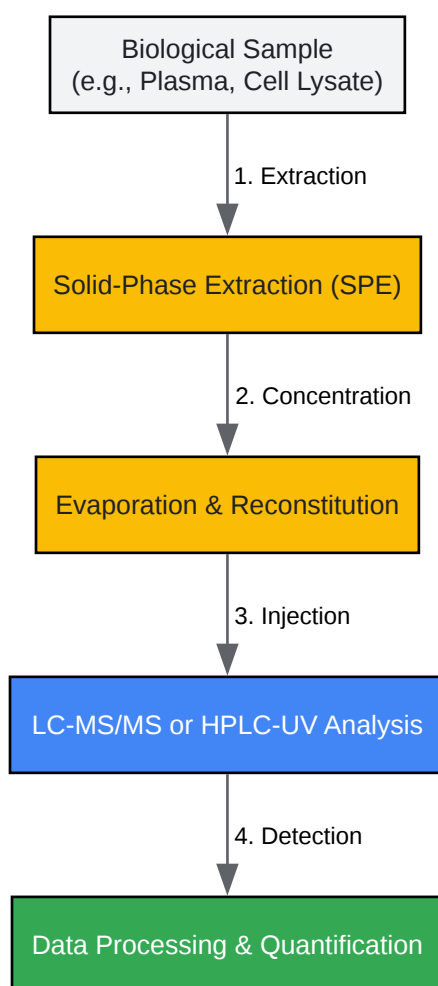 Biological Sample
(e.g., Plasma, Cell Lysate)
1. Extraction
Solid-Phase Extraction (SPE)
2. Concentration
Evaporation & Reconstitution
3. Injection
LC-MS/MS or HPLC-UV Analysis
4. Detection
Data Processing & Quantification